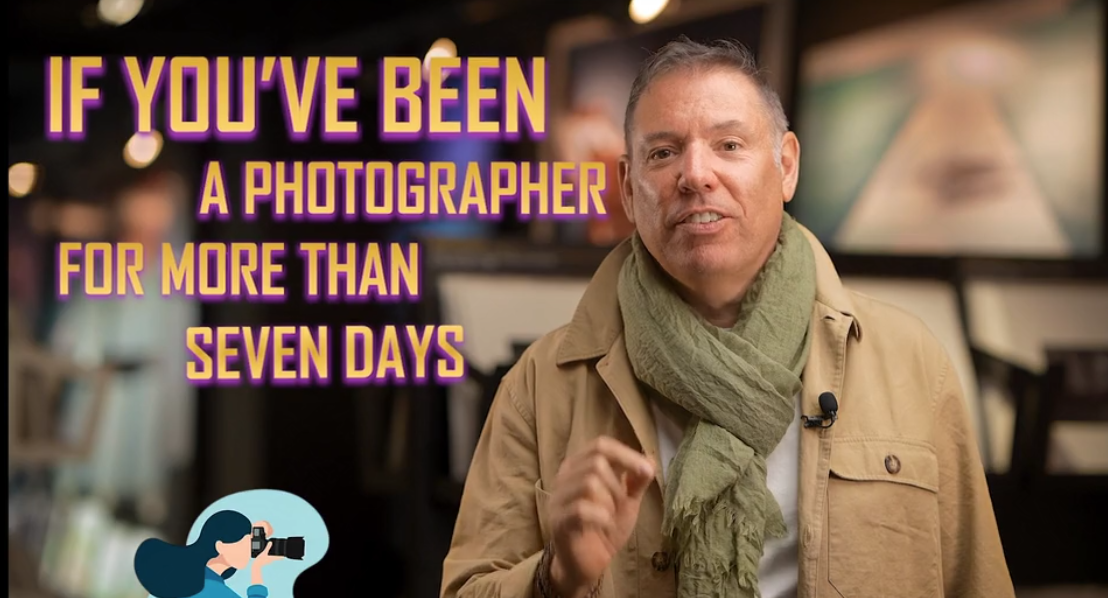 IF YOU'VE BEEN
A PHOTOGRAPHER
FOR MORE THAN
SEVEN DAYS